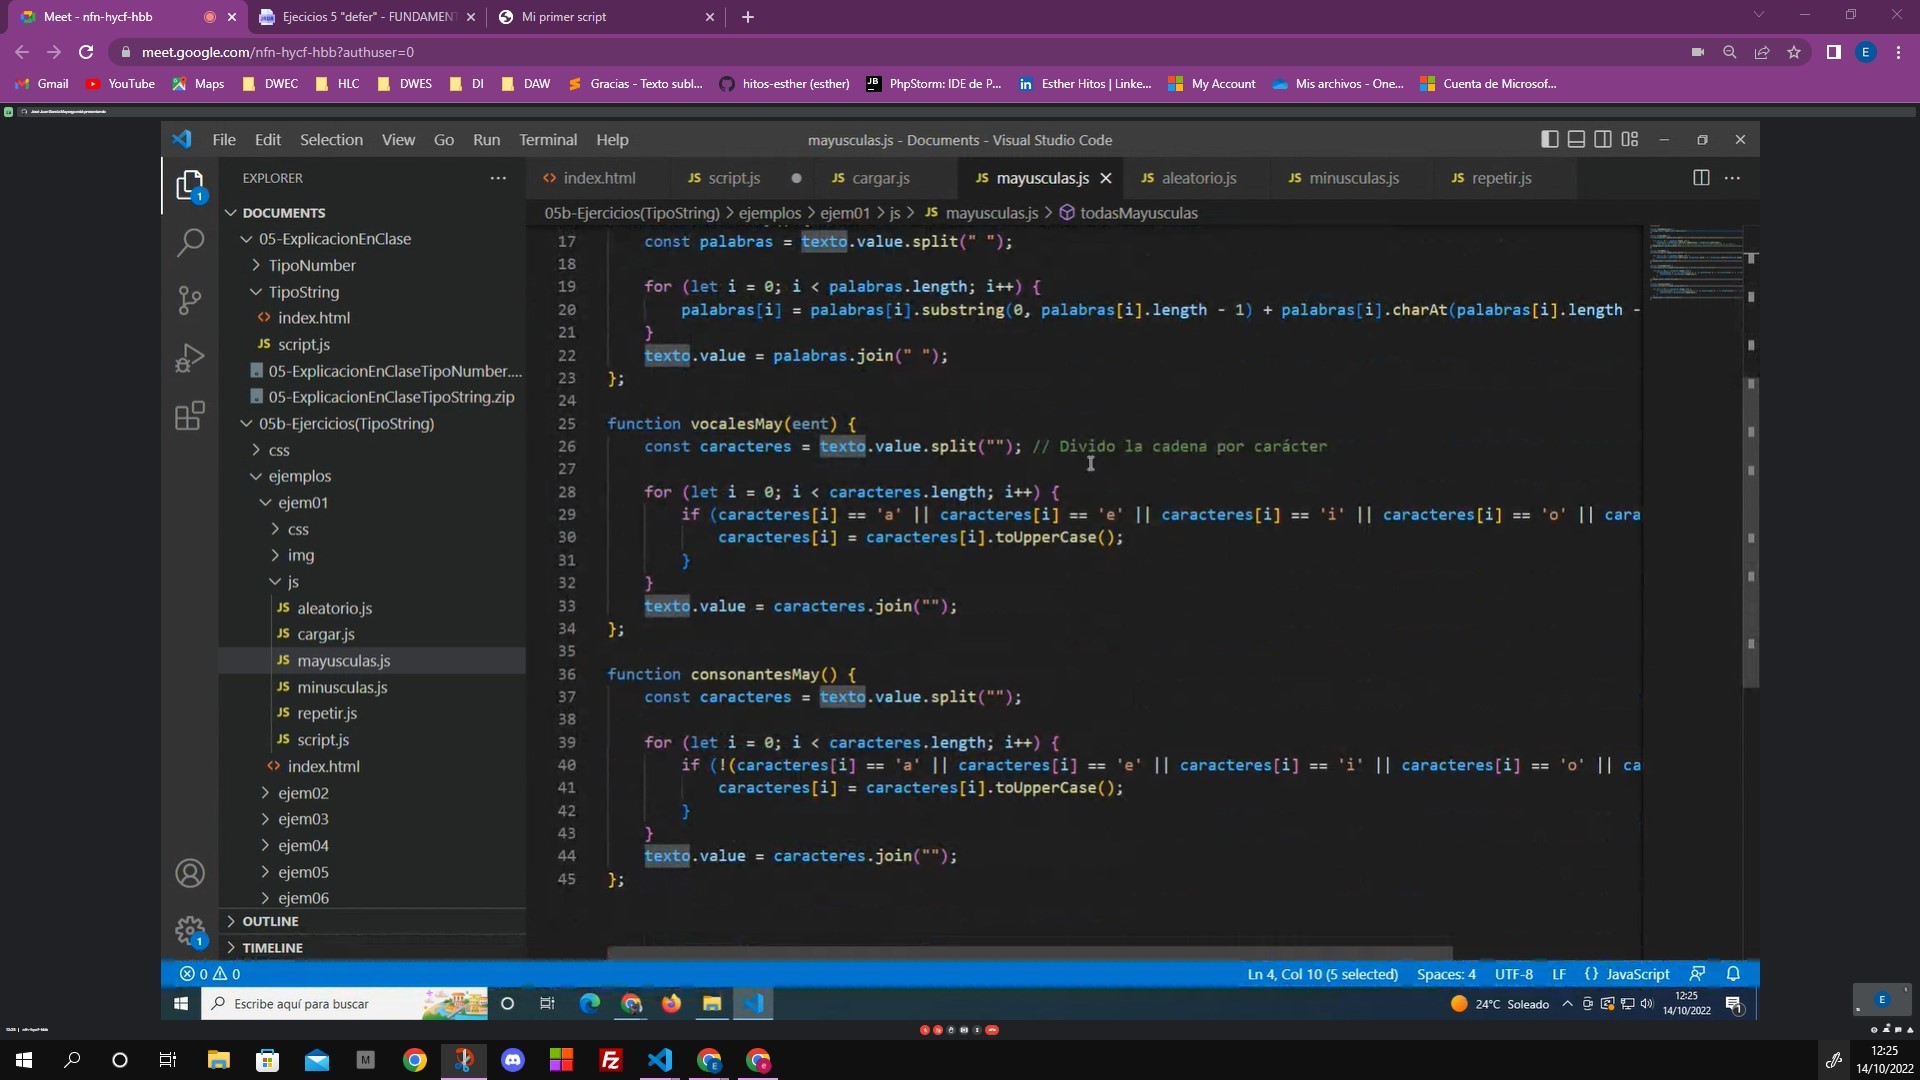 Meet - nfn-hycf-hbb
Ejecicios 5 "defer" - FUNDAMENT
Mi primer script
meet.google.com/nfn-hycf-hbb?authuser=0
E
Gmail
YouTube
Maps
DWEC
HLC
DWES
DI
DAW
Gracias - Texto subl...
hitos-esther (esther)
PhpStorm: IDE de P...
Esther Hitos | Linke...
My Account
Mis archivos - One...
Cuenta de Microsof...
File Edit Selection View Go Run Terminal Help
mayusculas.js - Documents - Visual Studio Code
EXPLORER
index.html
script.js
cargar.js
mayusculas.js
aleatorio.js
minusculas.js
repetir.js
05b-Ejercicios(TipoString) > ejemplos > ejem01 > js > JS mayusculas.js > todasMayusculas
1
DOCUMENTS
05-ExplicacionEnClase
TipoNumber
TipoString
index.html
script.js
05-ExplicacionEnClaseTipoNumber....
05-ExplicacionEnClaseTipoString.zip
05b-Ejercicios(TipoString)
css
ejemplos
ejem01
css
img
js
aleatorio.js
cargar.js
mayusculas.js
minusculas.js
repetir.js
script.js
index.html
ejem02
ejem03
ejem04
ejem05
ejem06
OUTLINE
TIMELINE
1
17 const palabras = texto.value.split(" ");
18
19 for (let i = 0; i < palabras.length; i++) {
20 palabras[i] = palabras[i].substring(0, palabras[i].length - 1) + palabras[i].charAt(palabras[i].length -
21 }
22 texto.value = palabras.join(" ");
23 };
24
25 function vocalesMay(eent) {
26 const caracteres = texto.value.split(""); // Divido la cadena por carácter
27
28 for (let i = 0; i < caracteres.length; i++) {
29 if (caracteres[i] == 'a' || caracteres[i] == 'e' || caracteres[i] == 'i' || caracteres[i] == 'o' || cara
30 caracteres[i] = caracteres[i].toUpperCase();
31 }
32 }
33 texto.value = caracteres.join("");
34 };
35
36 function consonantesMay() {
37 const caracteres = texto.value.split("");
38
39 for (let i = 0; i < caracteres.length; i++) {
40 if (!(caracteres[i] == 'a' || caracteres[i] == 'e' || caracteres[i] == 'i' || caracteres[i] == 'o' || ca
41 caracteres[i] = caracteres[i].toUpperCase();
42 }
43 }
44 texto.value = caracteres.join("");
45 };
0 0
Ln 4, Col 10 (5 selected) Spaces: 4 UTF-8 LF {} JavaScript
Escribe aquí para buscar
24°C Soleado
12:25
14/10/2022
1
E
12:25
14/10/2022